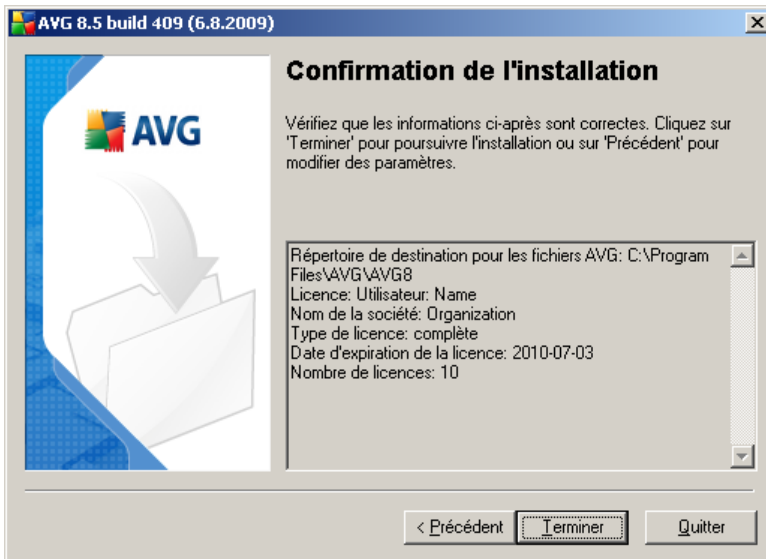 AVG 8.5 build 409 (6.8.2009)
AVG
Confirmation de l'installation
Vérifiez que les informations ci-après sont correctes. Cliquez sur
'Terminer' pour poursuivre l'installation ou sur 'Précédent' pour
modifier des paramètres.
Répertoire de destination pour les fichiers AVG: C:\Program
Files\AVG\AVG8
Licence: Utilisateur: Name
Nom de la société: Organization
Type de licence: complète
Date d'expiration de la licence: 2010-07-03
Nombre de licences: 10
< Précédent
Terminer
Quitter